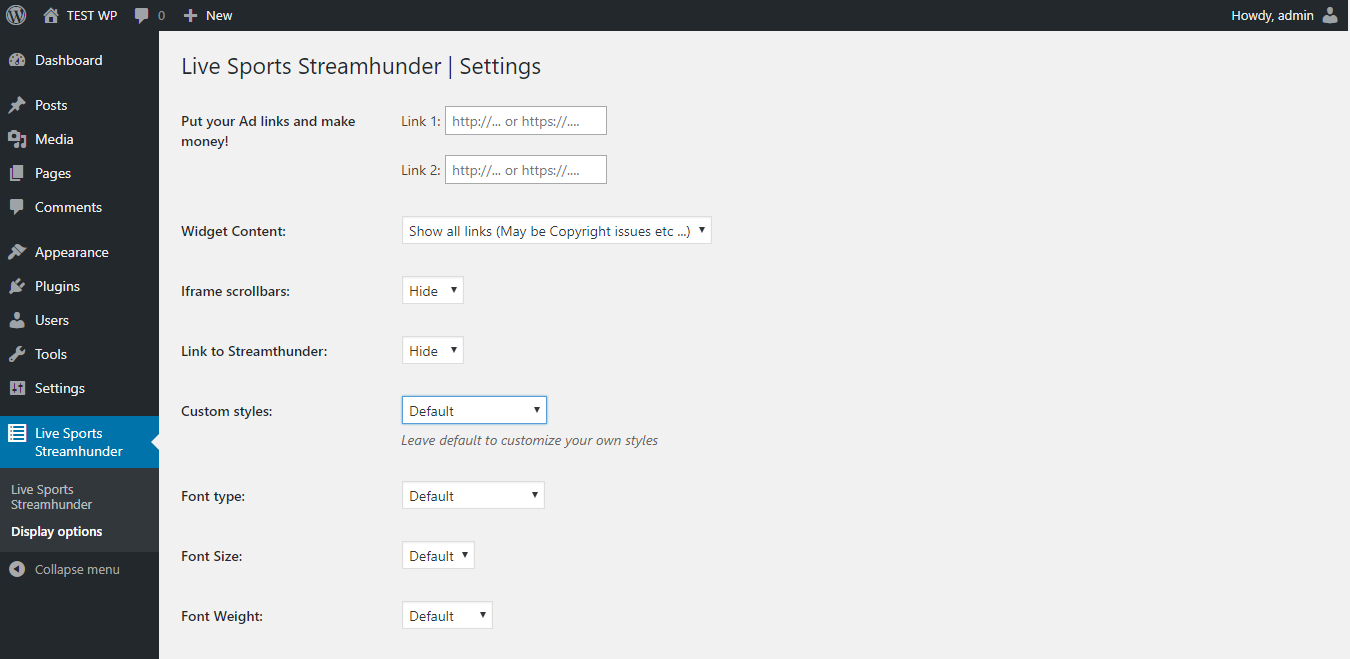 TEST WP 0 New Howdy, admin
Dashboard
Posts
Media
Pages
Comments
Appearance
Plugins
Users
Tools
Settings
Live Sports
Streamhunder
Live Sports
Streamhunder
Display options
Collapse menu
Live Sports Streamhunder | Settings
Put your Ad links and make
money!
Link 1: http://... or https://....
Link 2: http://... or https://....
Widget Content: Show all links (May be Copyright issues etc ...)
Iframe scrollbars: Hide
Link to Streamthunder: Hide
Custom styles: Default
Leave default to customize your own styles
Font type: Default
Font Size: Default
Font Weight: Default